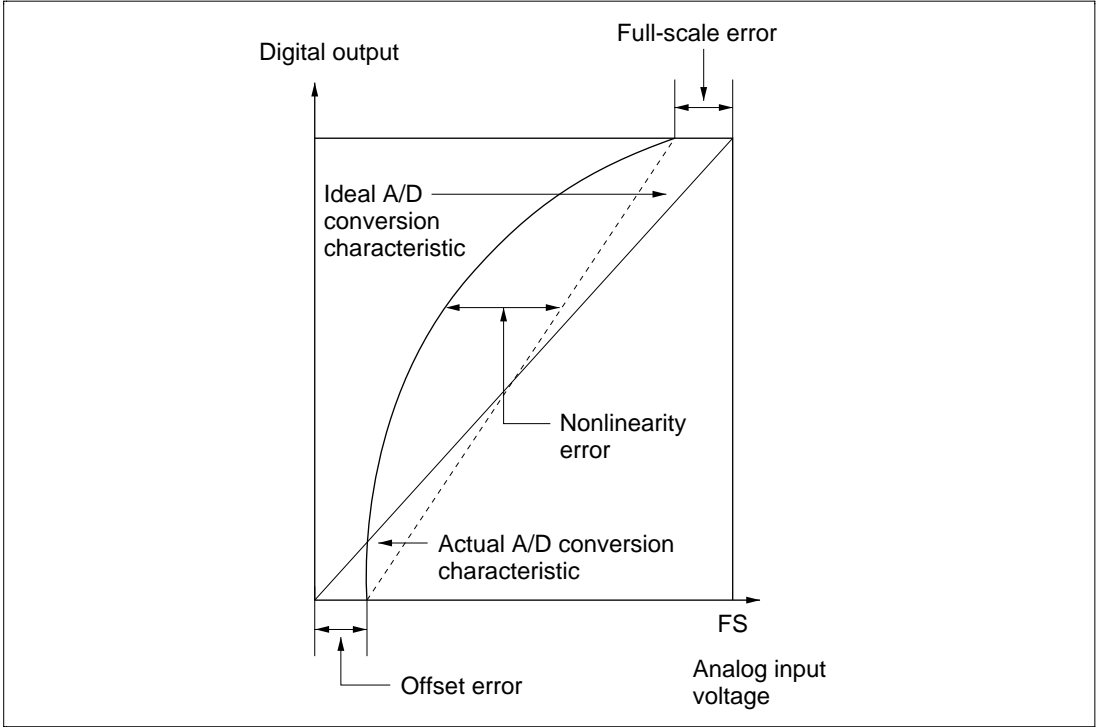 Full-scale error
Digital output
Ideal A/D
conversion
characteristic
Nonlinearity
error
Actual A/D conversion
characteristic
FS
Analog input
voltage
Offset error